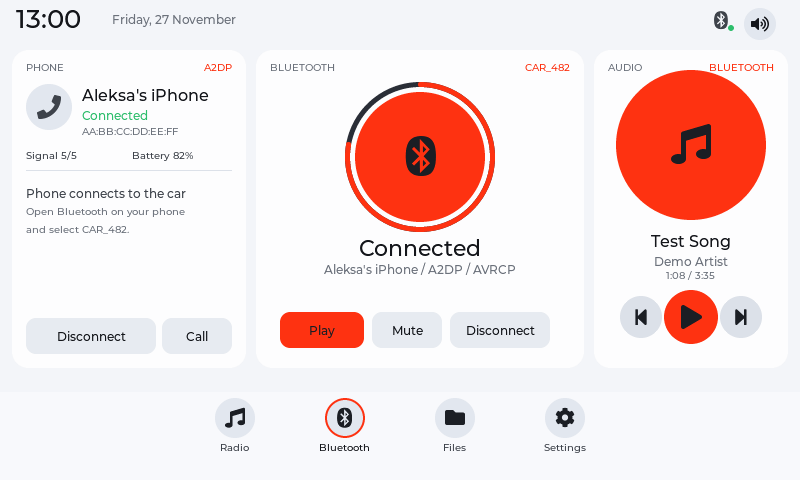 13:00
Friday, 27 November
PHONE
A2DP
Aleksa's iPhone
Connected
AA:BB:CC:DD:EE:FF
Signal 5/5
Battery 82%
Phone connects to the car
Open Bluetooth on your phone
and select CAR_482.
Disconnect
Call
BLUETOOTH
CAR_482
Connected
Aleksa's iPhone / A2DP / AVRCP
Play
Mute
Disconnect
AUDIO
BLUETOOTH
Test Song
Demo Artist
1:08 / 3:35
Radio
Bluetooth
Files
Settings